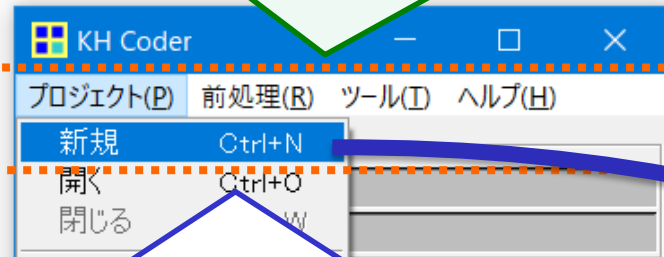 KH Coder
プロジェクト(P) 前処理(R) ツール(T) ヘルプ(H)
新規 Ctrl+N
開く Ctrl+O
閉じる W